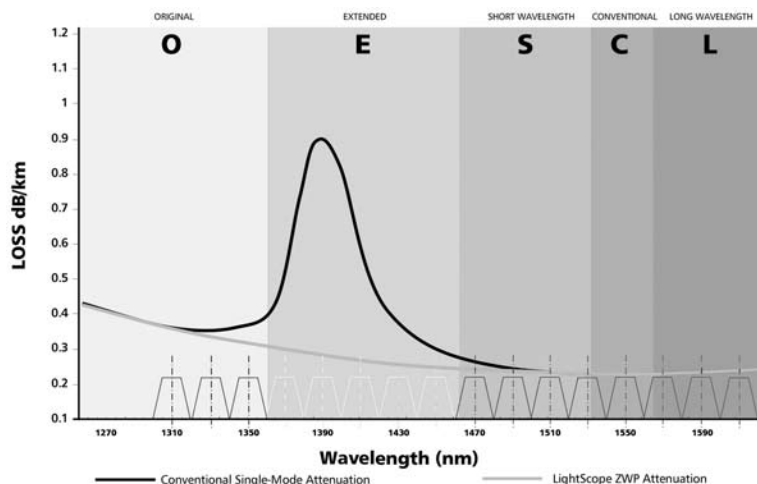 ORIGINAL EXTENDED SHORT WAVELENGTH CONVENTIONAL LONG WAVELENGTH
O E S C L
1.2
1.1
1
0.9
0.8
0.7
0.6
0.5
0.4
0.3
0.2
0.1
LOSS dB/km
1270 1310 1350 1390 1430 1470 1510 1560 1590
Wavelength (nm)
Conventional Single-Mode Attenuation LightScope ZWP Attenuation